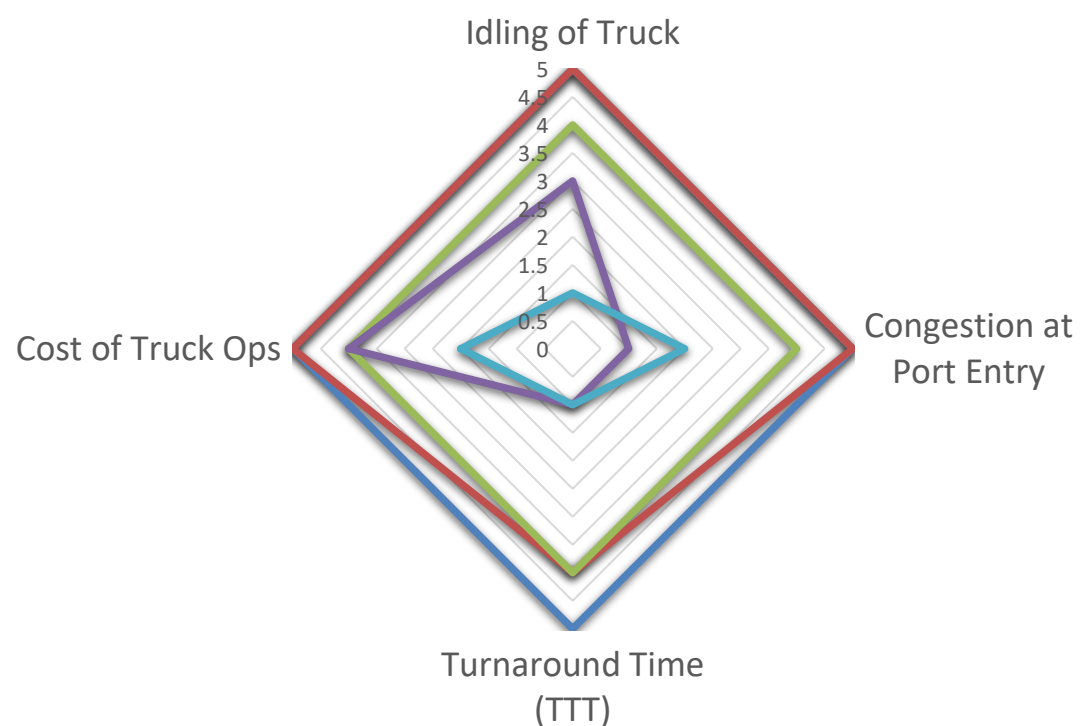 Idling of Truck
5
4.5
4
3.5
3
2.5
2
1.5
1
0.5
0
Cost of Truck Ops
Congestion at
Port Entry
Turnaround Time
(TTT)